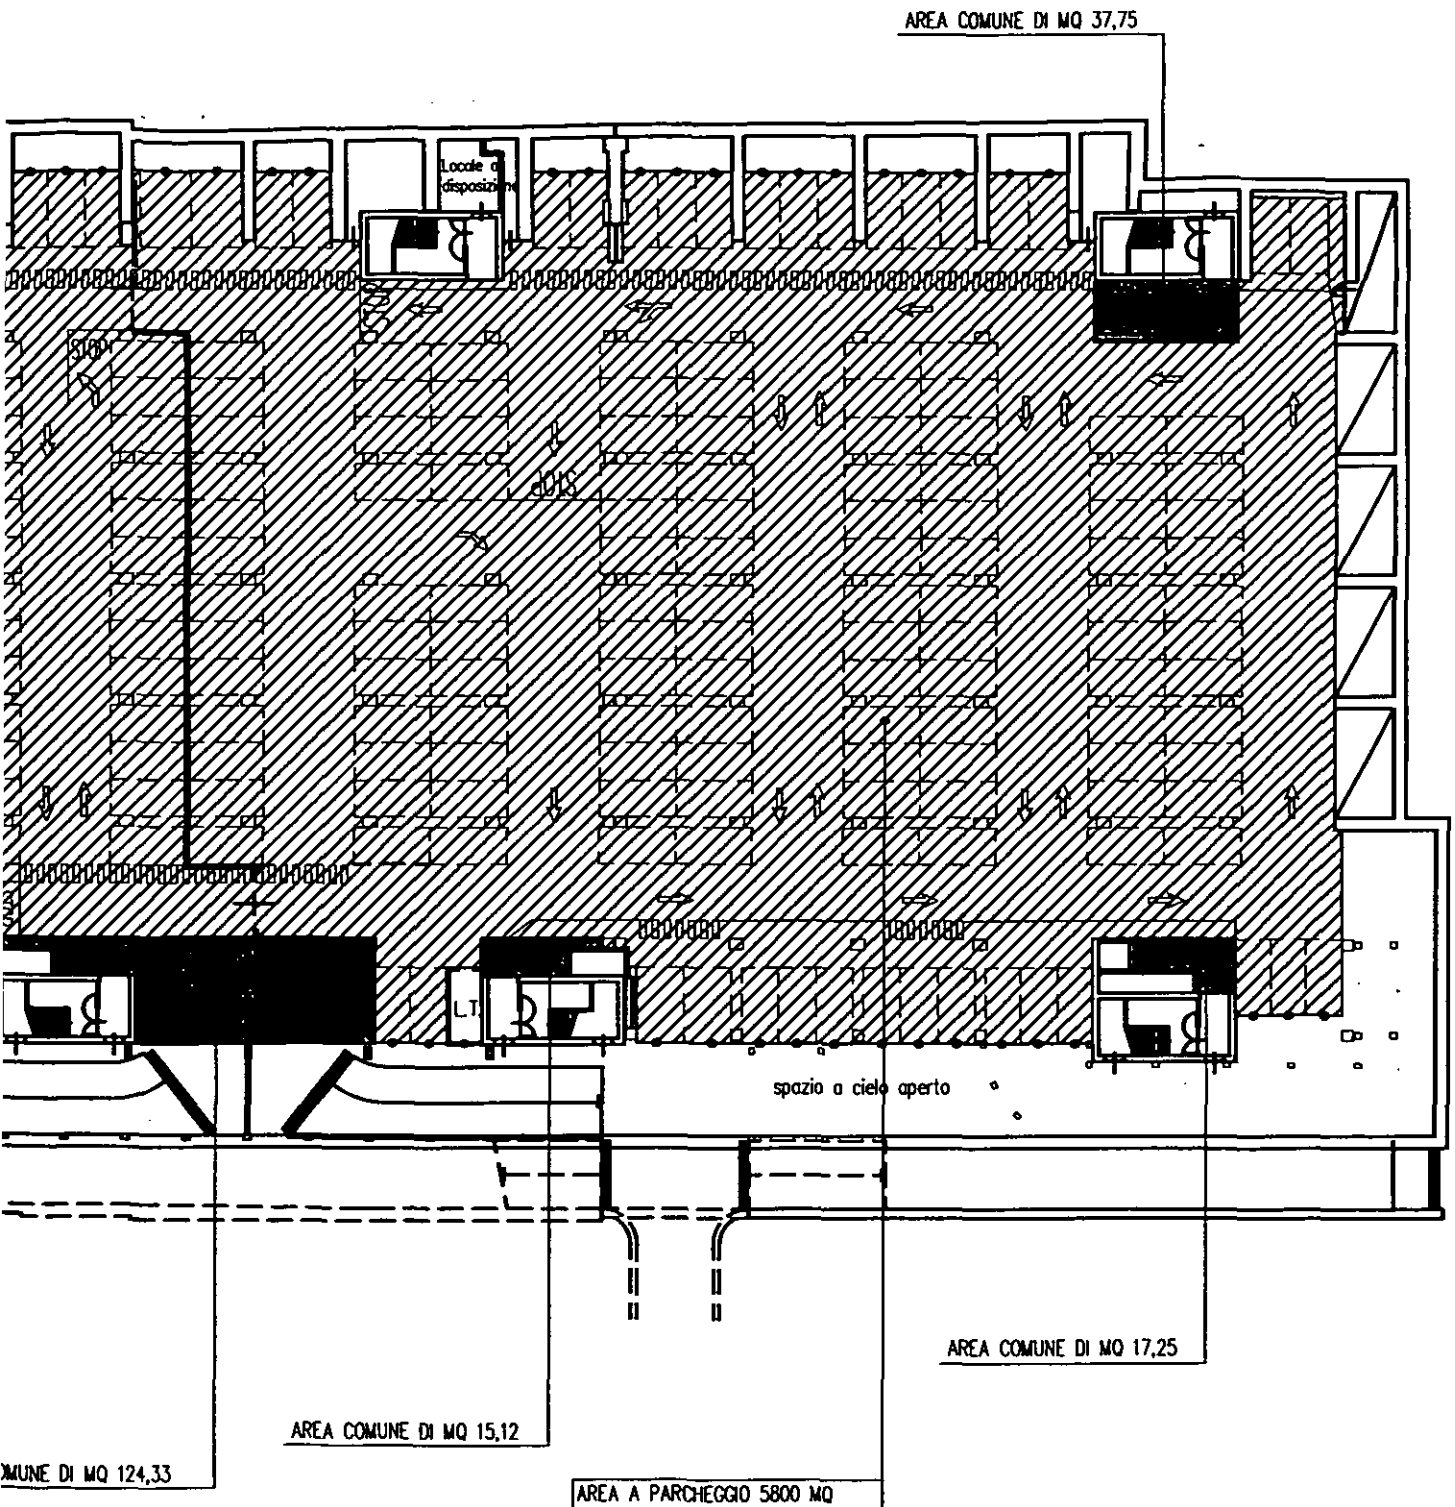 AREA COMUNE DI MQ 37,75
Locale a
disposizione
STOP
STOP
L.T.
spazio a cielo aperto
AREA COMUNE DI MQ 17,25
AREA COMUNE DI MQ 15,12
OMUNE DI MQ 124,33
AREA A PARCHEGGIO 5800 MQ